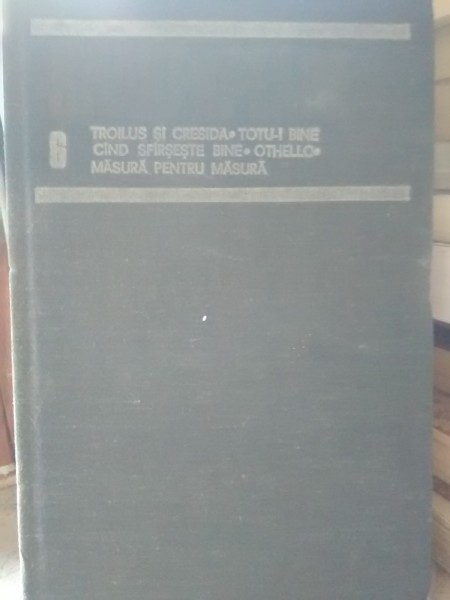 6
TROILUS ȘI CRESIDA • TOTU-I BINE
CÎND SFÎRȘEȘTE BINE • OTHELLO •
MĂSURĂ PENTRU MĂSURĂ